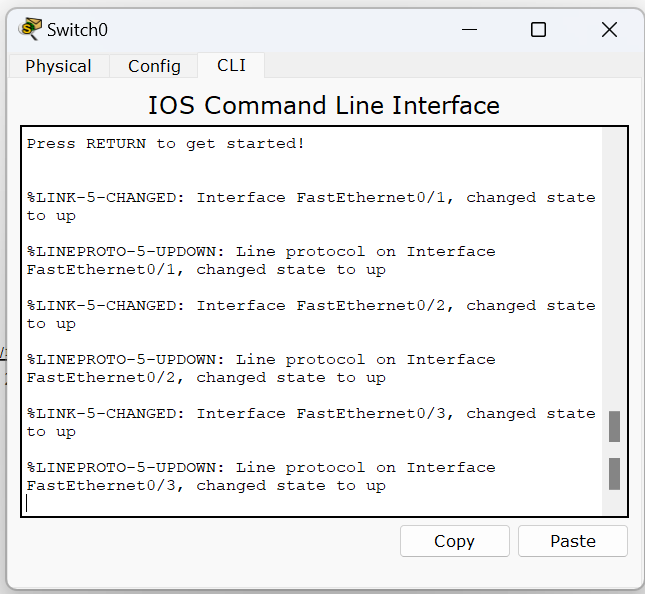 Switch0
Physical
Config
CLI
IOS Command Line Interface
Press RETURN to get started!
%LINK-5-CHANGED: Interface FastEthernet0/1, changed state
to up
%LINEPROTO-5-UPDOWN: Line protocol on Interface
FastEthernet0/1, changed state to up
%LINK-5-CHANGED: Interface FastEthernet0/2, changed state
to up
%LINEPROTO-5-UPDOWN: Line protocol on Interface
FastEthernet0/2, changed state to up
%LINK-5-CHANGED: Interface FastEthernet0/3, changed state
to up
%LINEPROTO-5-UPDOWN: Line protocol on Interface
FastEthernet0/3, changed state to up
Copy
Paste